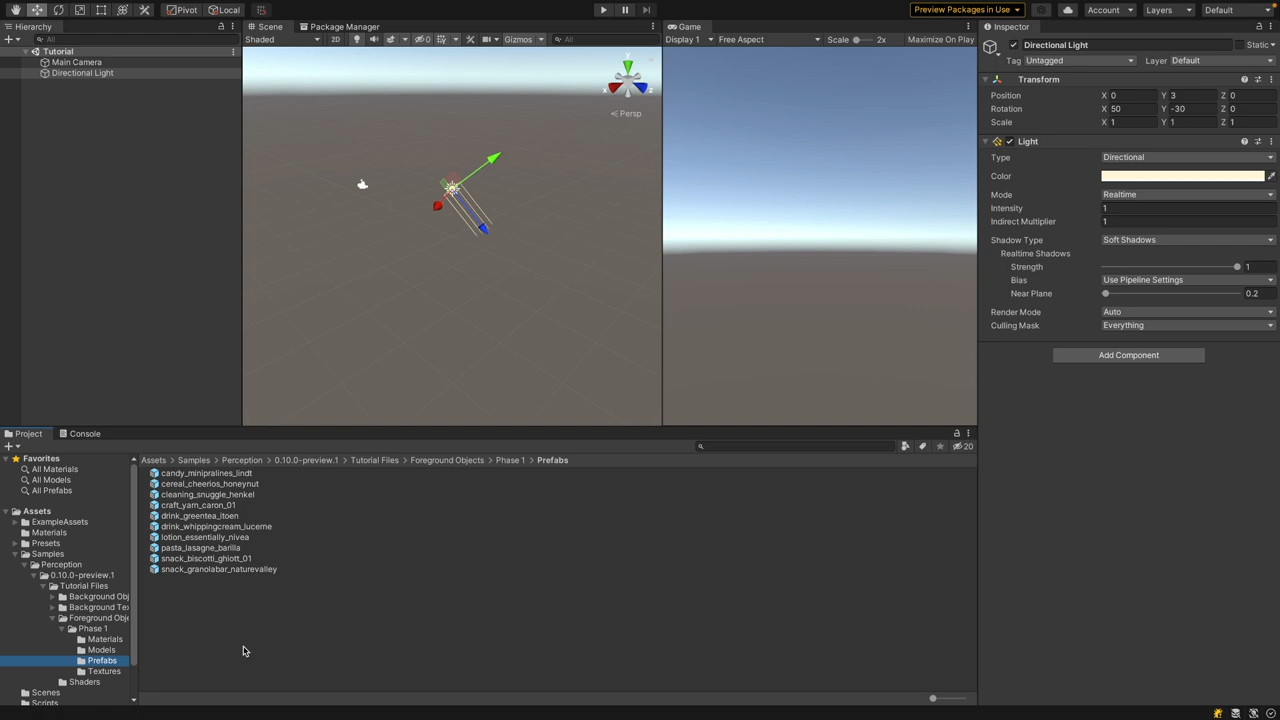 Pivot
Local
Preview Packages in Use
Account
Layers
Default
Hierarchy
Scene
Package Manager
Game
Inspector
All
Shaded
2D
0
Gizmos
All
Display 1
Free Aspect
Scale
2x
Maximize On Play
Directional Light
Static
Tag
Untagged
Layer
Default
Tutorial
Main Camera
Directional Light
y
x
z
Persp
Transform
Position
X 0
Y 3
Z 0
Rotation
X 50
Y -30
Z 0
Scale
X 1
Y 1
Z 1
Light
Type
Directional
Color
Mode
Realtime
Intensity
1
Indirect Multiplier
1
Shadow Type
Soft Shadows
Realtime Shadows
Strength
1
Bias
Use Pipeline Settings
Near Plane
0.2
Render Mode
Auto
Culling Mask
Everything
Add Component
Project
Console
20
Favorites
All Materials
All Models
All Prefabs
Assets
ExampleAssets
Materials
Presets
Samples
Perception
0.10.0-preview.1
Tutorial Files
Background Obj
Background Tex
Foreground Obje
Phase 1
Materials
Models
Prefabs
Textures
Shaders
Scenes
Scripts
Assets
Samples
Perception
0.10.0-preview.1
Tutorial Files
Foreground Objects
Phase 1
Prefabs
candy_minipralines_lindt
cereal_cheerios_honeynut
cleaning_snuggle_henkel
craft_yarn_caron_01
drink_greentea_itoen
drink_whippingcream_lucerne
lotion_essentially_nivea
pasta_lasagne_barilla
snack_biscotti_ghiott_01
snack_granolabar_naturevalley